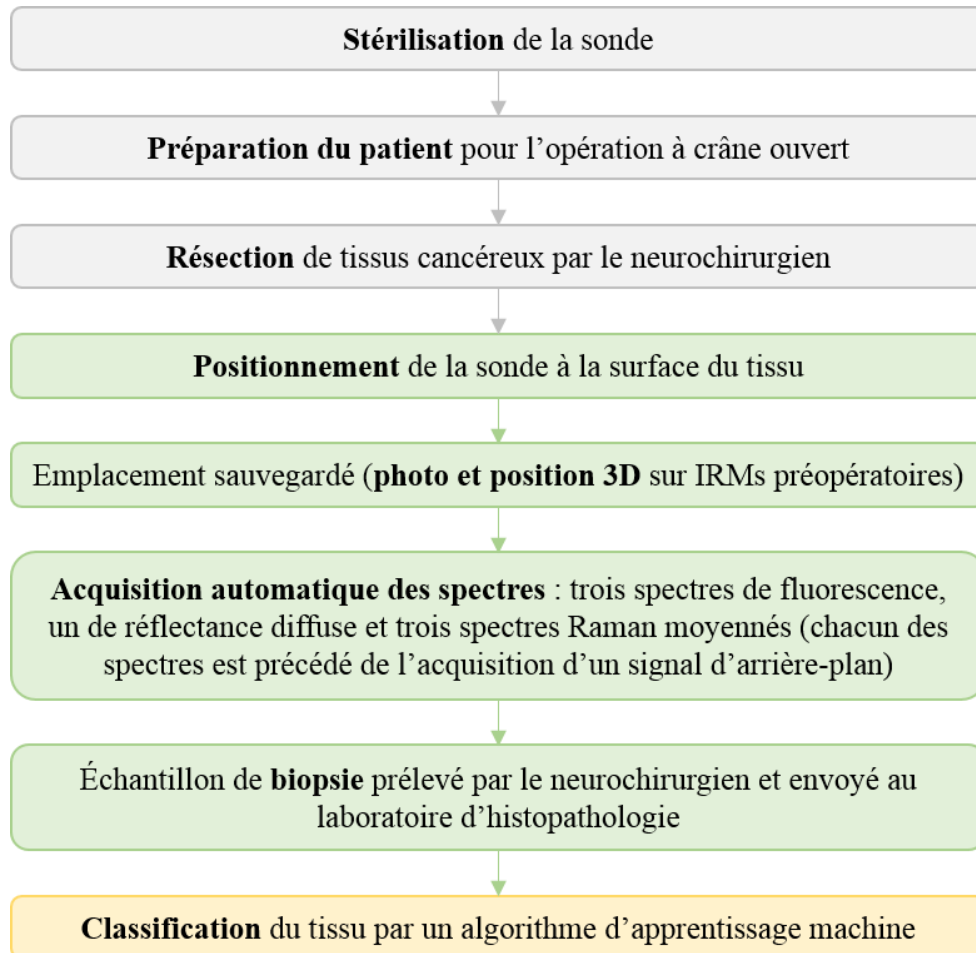 Stérilisation de la sonde
Préparation du patient pour l’opération à crâne ouvert
Résection de tissus cancéreux par le neurochirurgien
Positionnement de la sonde à la surface du tissu
Emplacement sauvegardé (photo et position 3D sur IRMs préopératoires)
Acquisition automatique des spectres : trois spectres de fluorescence,
un de réflectance diffuse et trois spectres Raman moyennés (chacun des
spectres est précédé de l’acquisition d’un signal d’arrière-plan)
Échantillon de biopsie prélevé par le neurochirurgien et envoyé au
laboratoire d’histopathologie
Classification du tissu par un algorithme d’apprentissage machine